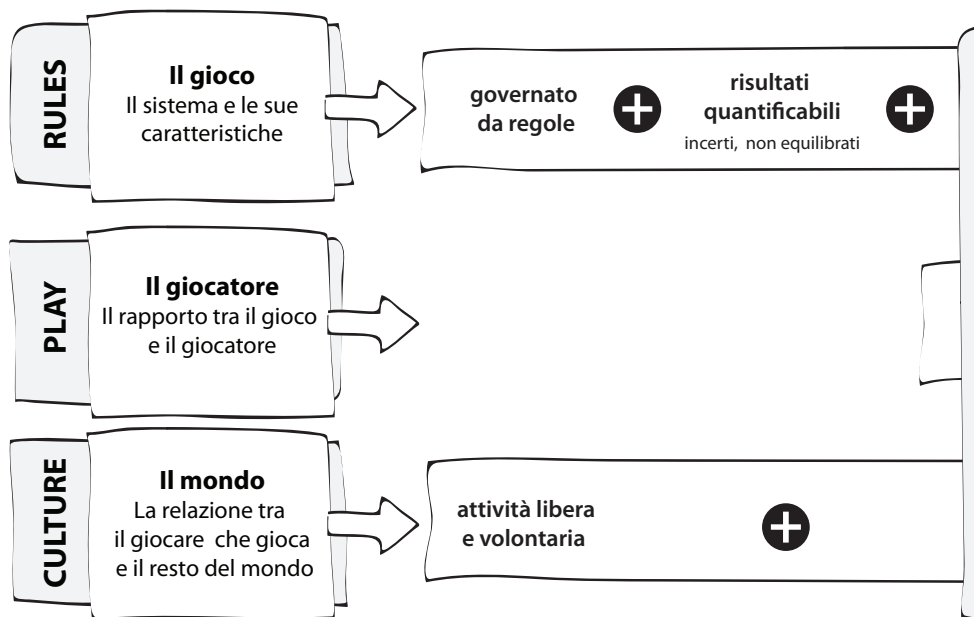 RULES
Il gioco
Il sistema e le sue
caratteristiche
governato
da regole
risultati
quantificabili
incerti, non equilibrati
PLAY
Il giocatore
Il rapporto tra il gioco
e il giocatore
CULTURE
Il mondo
La relazione tra
il giocare che gioca
e il resto del mondo
attività libera
e volontaria